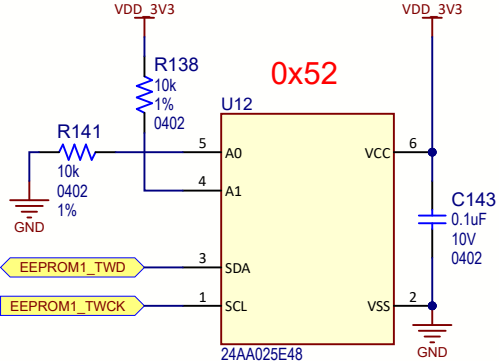 VDD_3V3
VDD_3V3
R138
10k
1%
0402
0x52
U12
R141
10k
0402
1%
GND
5
A0
4
A1
VCC
6
C143
0.1uF
10V
0402
EEPROM1_TWD
3
SDA
EEPROM1_TWCK
1
SCL
VSS
2
24AA025E48
GND